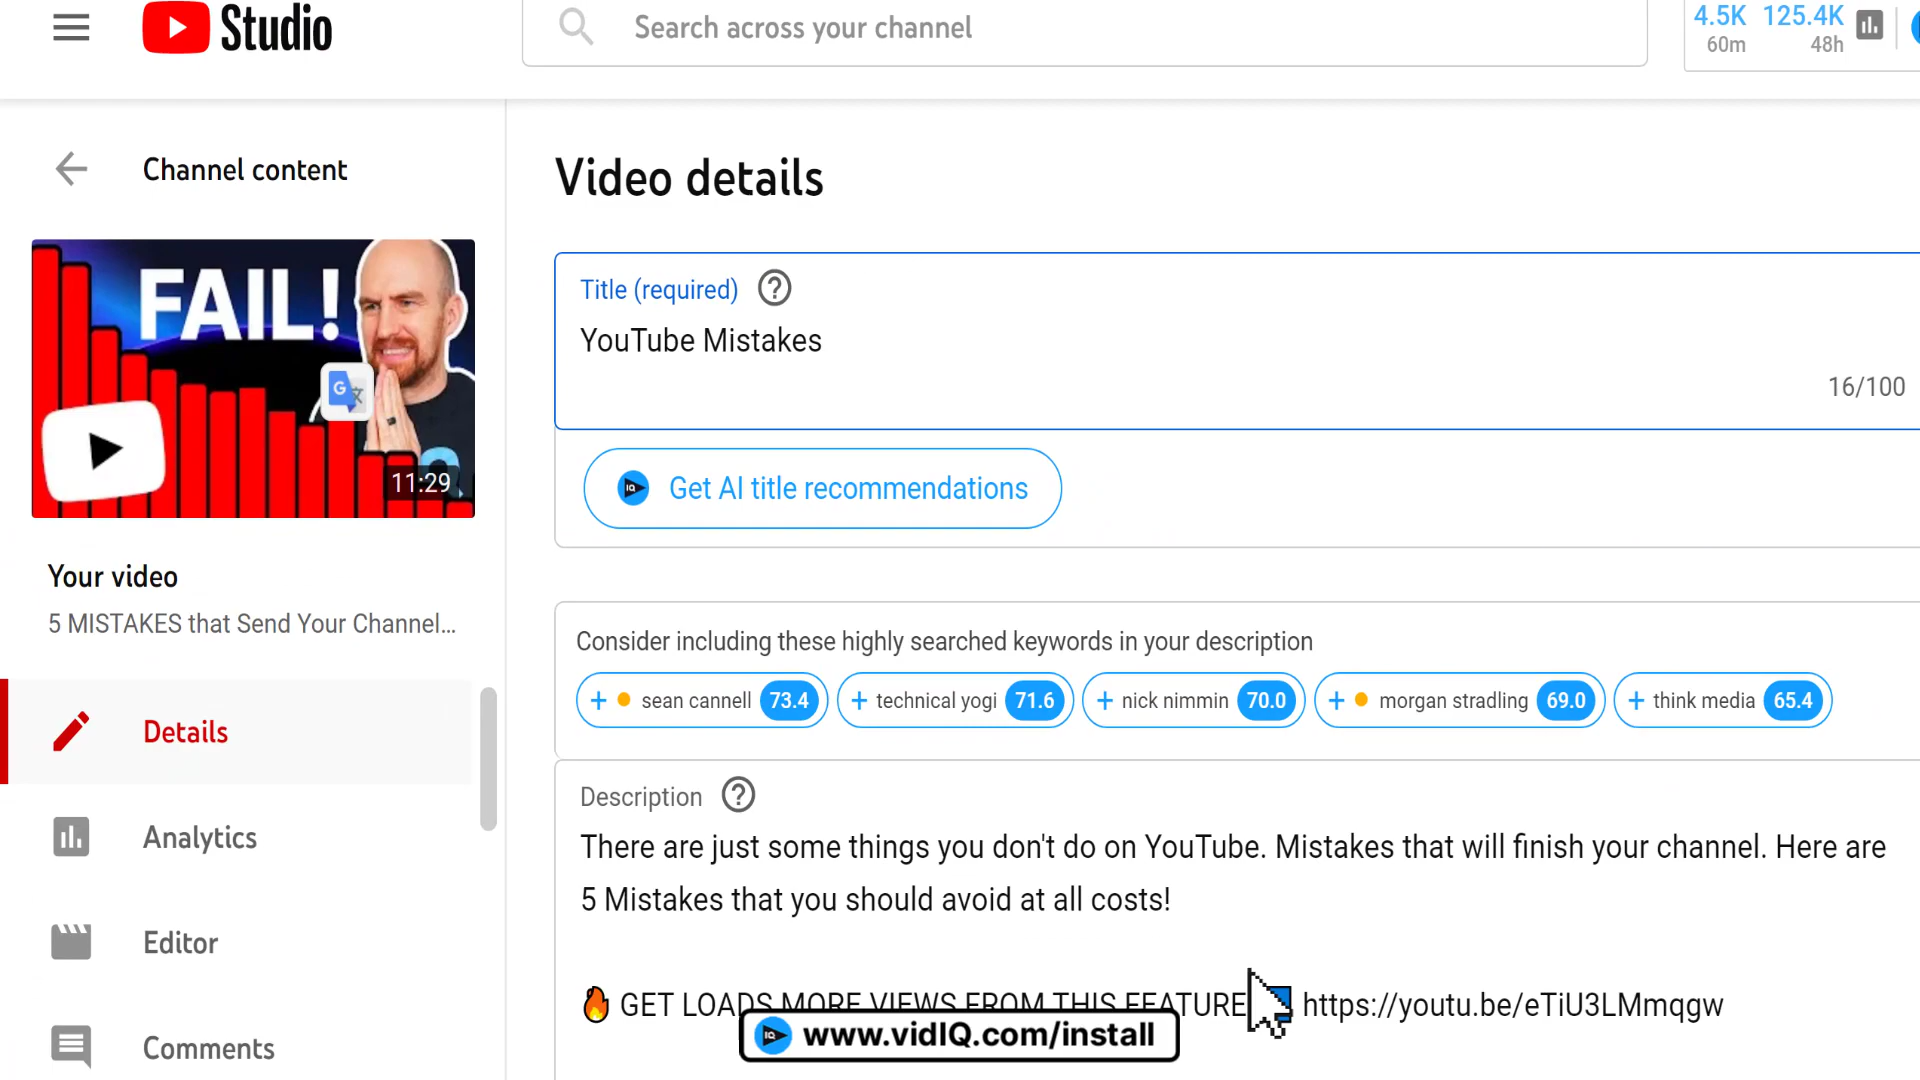 Studio
Search across your channel
4.5K 125.4K
60m 48h
Channel content
Video details
FAIL!
G
11:29
Title (required)
YouTube Mistakes
16/100
IQ Get AI title recommendations
Your video
5 MISTAKES that Send Your Channel...
Consider including these highly searched keywords in your description
+ sean cannell 73.4 + technical yogi 71.6 + nick nimmin 70.0 + morgan stradling 69.0 + think media 65.4
Details
Description
There are just some things you don't do on YouTube. Mistakes that will finish your channel. Here are
5 Mistakes that you should avoid at all costs!
Analytics
Editor
🔥 GET LOADS MORE VIEWS FROM THIS FEATURE https://youtu.be/eTiU3LMmqgw
IQ www.vidIQ.com/install
Comments